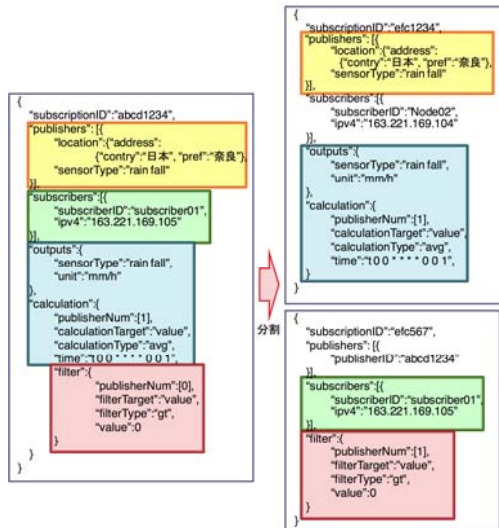 {
"subscriptionID":"abcd1234",
"publishers": [{
"location":{"address":
{"contry":"日本", "pref":"奈良"},
"sensorType":"rain fall"
}],
"subscribers":[{
"subscriberID":"subscriber01",
"ipv4":"163.221.169.105"
}],
"outputs":{
"sensorType":"rain fall",
"unit":"mm/h"
},
"calculation":{
"publisherNum":[1],
"calculationTarget":"value",
"calculationType":"avg",
"time":"t 0 0 * * * * 0 0 1",
"filter":{
"publisherNum":[0],
"filterTarget":"value",
"filterType":"gt",
"value":0
}
}
}
分割
{
"subscriptionID":"efc1234",
"publishers": [{
"location":{"address":
{"contry":"日本", "pref":"奈良"},
"sensorType":"rain fall"
}],
"subscribers":[{
"subscriberID":"Node02",
"ipv4":"163.221.169.104"
}],
"outputs":{
"sensorType":"rain fall",
"unit":"mm/h"
},
"calculation":{
"publisherNum":[1],
"calculationTarget":"value",
"calculationType":"avg",
"time":"t 0 0 * * * * 0 0 1",
}
}
{
"subscriptionID":"efc567",
"publishers": [{
"publisherID":"abcd1234"
}],
"subscribers":[{
"subscriberID":"subscriber01",
"ipv4":"163.221.169.105"
}],
"filter":{
"publisherNum":[1],
"filterTarget":"value",
"filterType":"gt",
"value":0
}
}